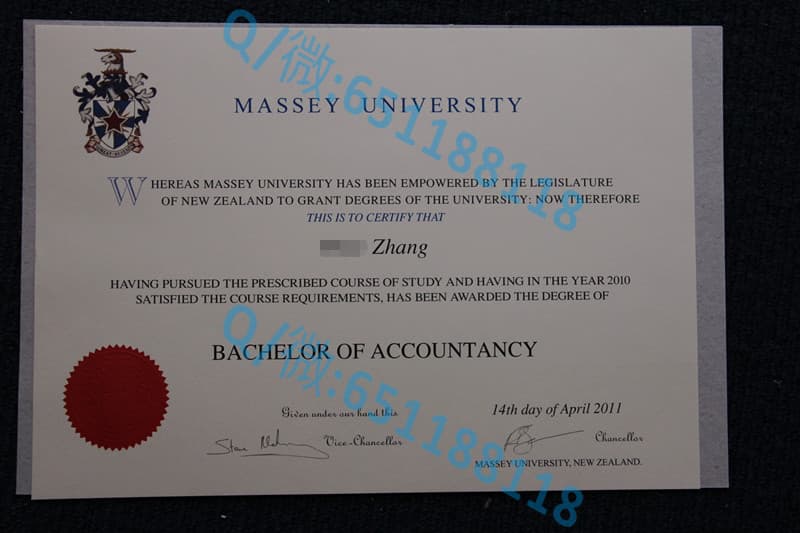 MASSEY UNIVERSITY
WHEREAS MASSEY UNIVERSITY HAS BEEN EMPOWERED BY THE LEGISLATURE
OF NEW ZEALAND TO GRANT DEGREES OF THE UNIVERSITY: NOW THEREFORE
THIS IS TO CERTIFY THAT
Zhang
HAVING PURSUED THE PRESCRIBED COURSE OF STUDY AND HAVING IN THE YEAR 2010
SATISFIED THE COURSE REQUIREMENTS, HAS BEEN AWARDED THE DEGREE OF
BACHELOR OF ACCOUNTANCY
Given under our hand this
14th day of April 2011
Vice-Chancellor
Chancellor
MASSEY UNIVERSITY, NEW ZEALAND.
Q/微:651188118
Q/微:651188118